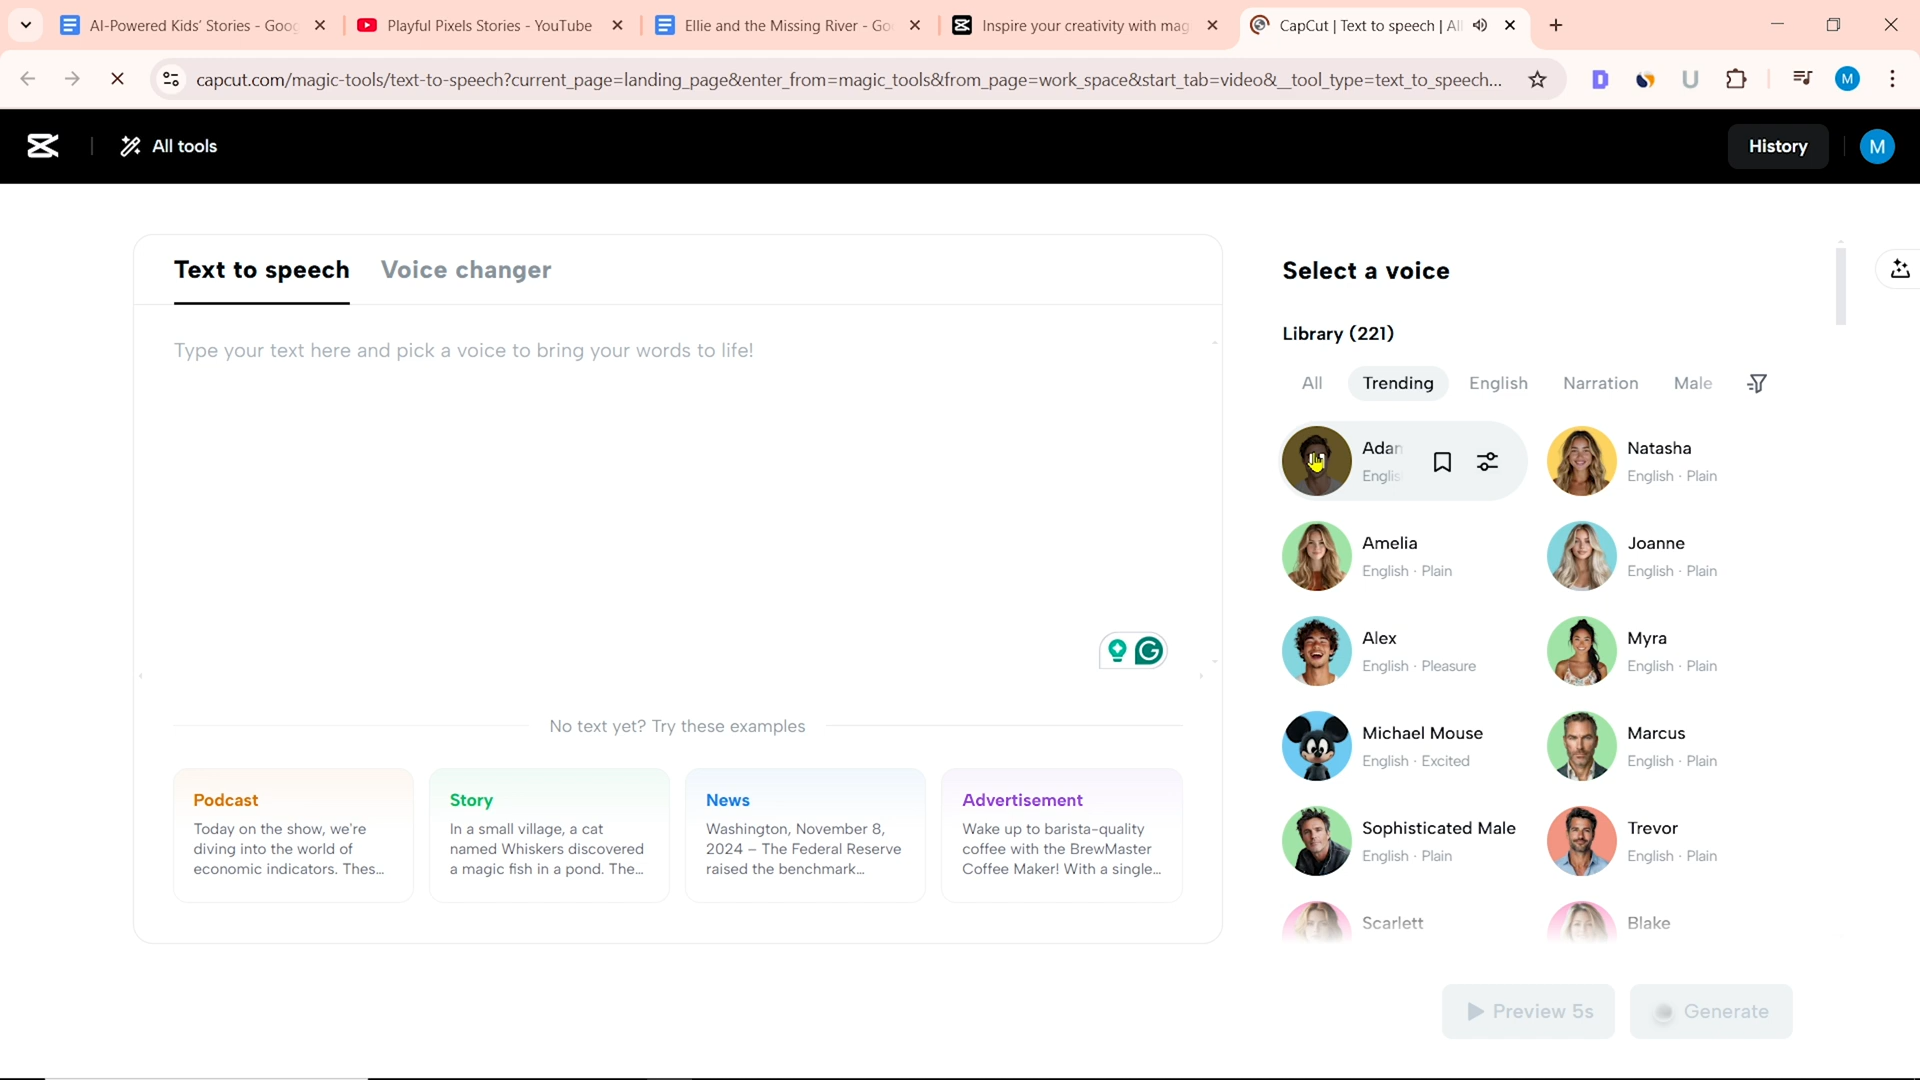 AI-Powered Kids' Stories - Goog
Playful Pixels Stories - YouTube
Ellie and the Missing River - Go
Inspire your creativity with mag
CapCut | Text to speech | All
capcut.com/magic-tools/text-to-speech?current_page=landing_page&enter_from=magic_tools&from_page=work_space&start_tab=video&__tool_type=text_to_speech...
D
U
M
All tools
History
M
Text to speech
Voice changer
Type your text here and pick a voice to bring your words to life!
G
No text yet? Try these examples
Podcast
Today on the show, we're
diving into the world of
economic indicators. Thes...
Story
In a small village, a cat
named Whiskers discovered
a magic fish in a pond. The...
News
Washington, November 8,
2024 – The Federal Reserve
raised the benchmark...
Advertisement
Wake up to barista-quality
coffee with the BrewMaster
Coffee Maker! With a single...
Select a voice
Library (221)
All
Trending
English
Narration
Male
Adam
Englis
Natasha
English · Plain
Amelia
English · Plain
Joanne
English · Plain
Alex
English · Pleasure
Myra
English · Plain
Michael Mouse
English · Excited
Marcus
English · Plain
Sophisticated Male
English · Plain
Trevor
English · Plain
Scarlett
Blake
Preview 5s
Generate